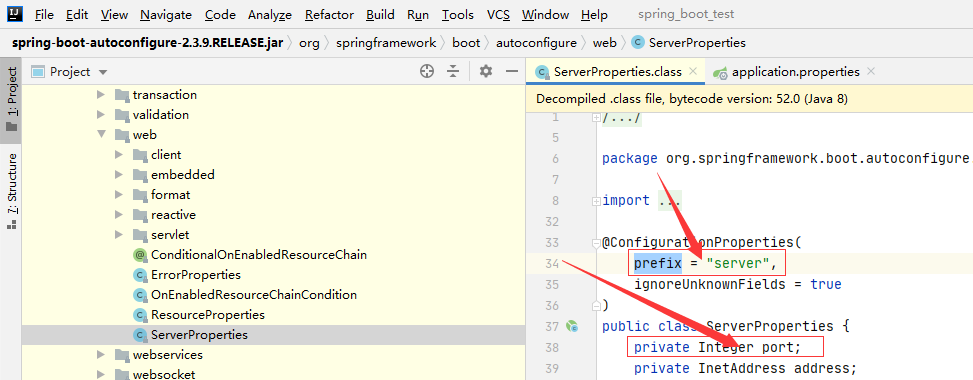 IJ File Edit View Navigate Code Analyze Refactor Build Run Tools VCS Window Help spring_boot_test
spring-boot-autoconfigure-2.3.9.RELEASE.jar org springframework boot autoconfigure web ServerProperties
1: Project
7: Structure
Project
transaction
validation
web
client
embedded
format
reactive
servlet
ConditionalOnEnabledResourceChain
ErrorProperties
OnEnabledResourceChainCondition
ResourceProperties
ServerProperties
webservices
websocket
ServerProperties.class application.properties
Decompiled .class file, bytecode version: 52.0 (Java 8)
1 /.../
5
6 package org.springframework.boot.autoconfigure
7
8 import ...
32
33 @ConfigurationProperties(
34 prefix = "server",
35 ignoreUnknownFields = true
36 )
37 public class ServerProperties {
38 private Integer port;
39 private InetAddress address;